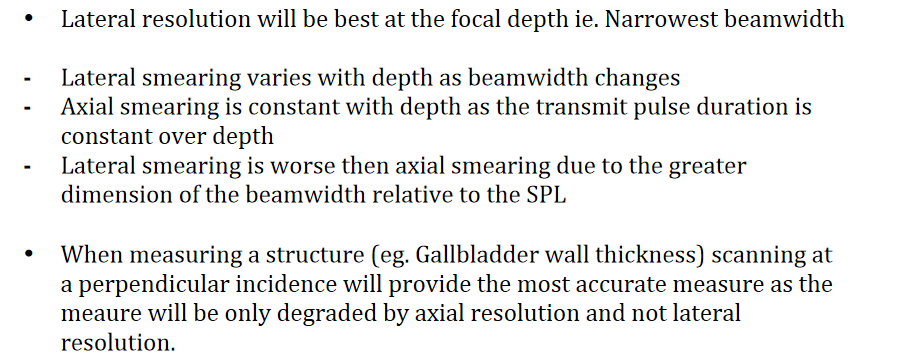 • Lateral resolution will be best at the focal depth ie. Narrowest beamwidth
- Lateral smearing varies with depth as beamwidth changes
- Axial smearing is constant with depth as the transmit pulse duration is
constant over depth
- Lateral smearing is worse then axial smearing due to the greater
dimension of the beamwidth relative to the SPL
• When measuring a structure (eg. Gallbladder wall thickness) scanning at
a perpendicular incidence will provide the most accurate measure as the
meaure will be only degraded by axial resolution and not lateral
resolution.